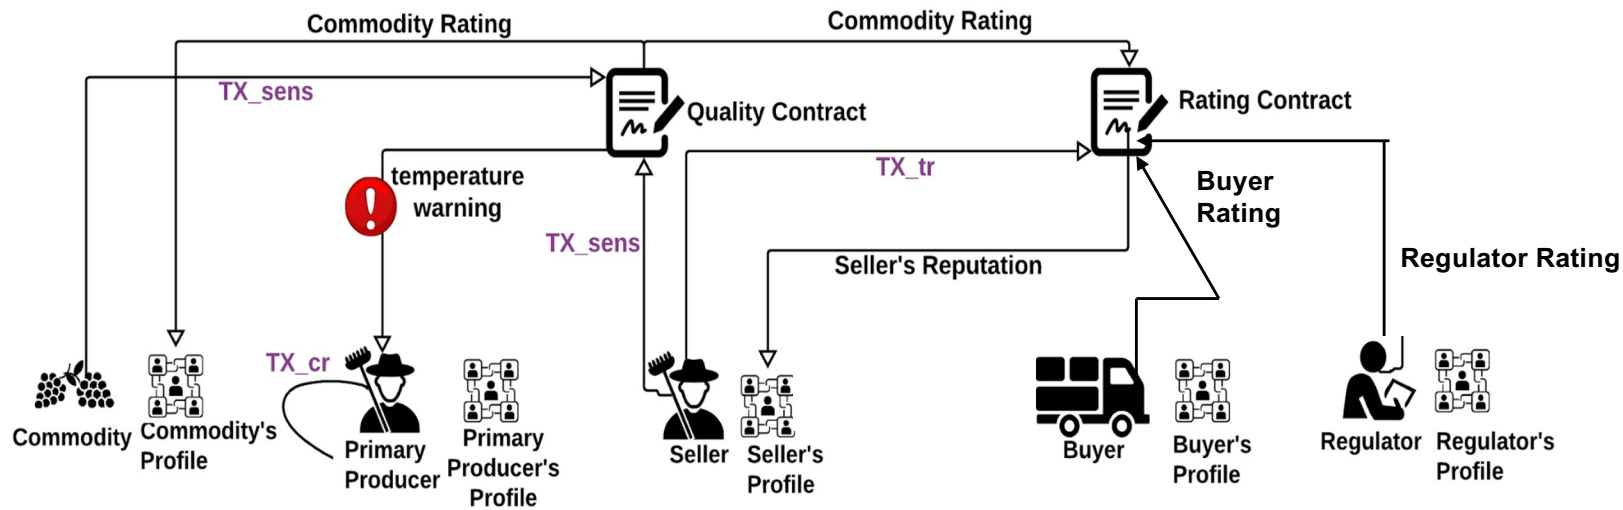 Commodity Rating
Commodity Rating
TX_sens
Quality Contract
Rating Contract
temperature
warning
TX_tr
Buyer
Rating
TX_sens
Seller's Reputation
Regulator Rating
TX_cr
Commodity
Commodity's
Profile
Primary
Producer
Primary
Producer's
Profile
Seller
Seller's
Profile
Buyer
Buyer's
Profile
Regulator
Regulator's
Profile